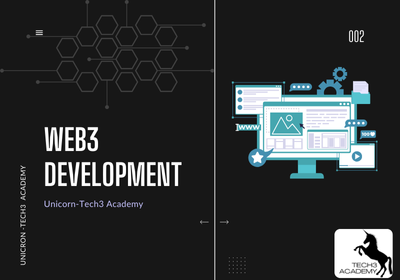 002
WEB3
DEVELOPMENT
Unicorn-Tech3 Academy
UNICRON -TECH3 ACADEMY
www
TECH3
ACADEMY